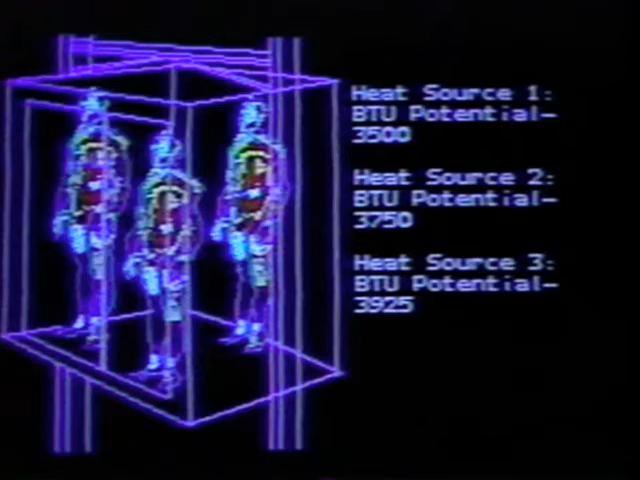 Heat Source 1:
BTU Potential-
3500
Heat Source 2:
BTU Potential-
3750
Heat Source 3:
BTU Potential-
3925